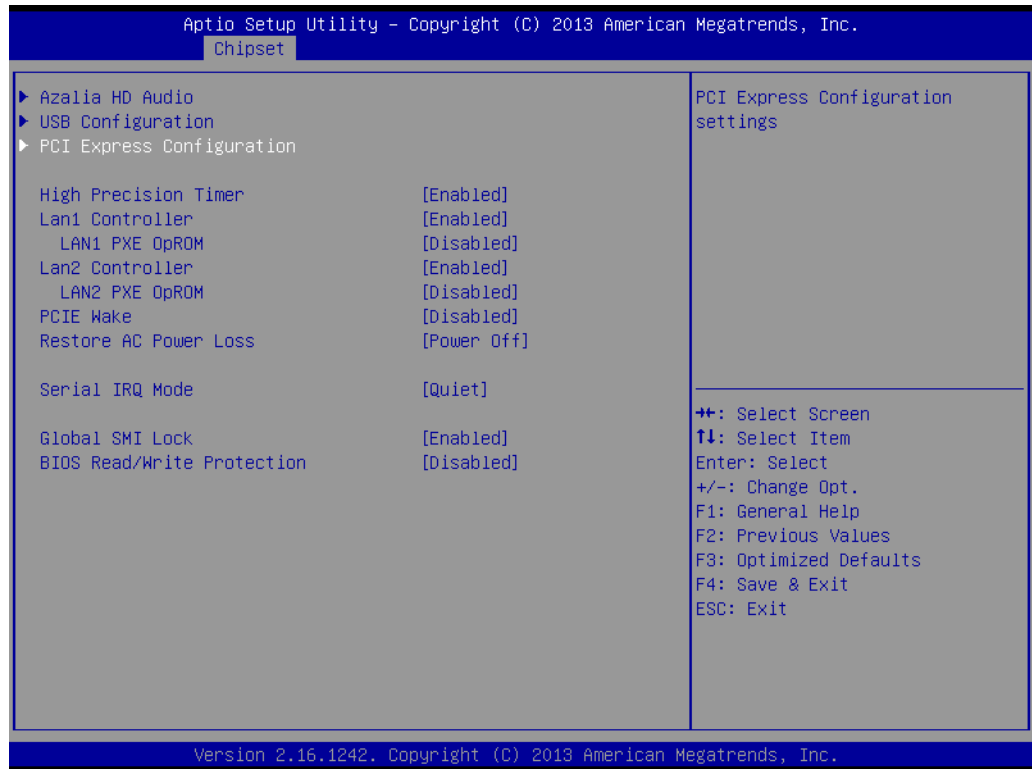 Aptio Setup Utility – Copyright (C) 2013 American Megatrends, Inc.
Chipset
Azalia HD Audio
USB Configuration
PCI Express Configuration
High Precision Timer [Enabled]
Lan1 Controller [Enabled]
LAN1 PXE OpROM [Disabled]
Lan2 Controller [Enabled]
LAN2 PXE OpROM [Disabled]
PCIE Wake [Disabled]
Restore AC Power Loss [Power Off]
Serial IRQ Mode [Quiet]
Global SMI Lock [Enabled]
BIOS Read/Write Protection [Disabled]
PCI Express Configuration
settings
→←: Select Screen
↑↓: Select Item
Enter: Select
+/-: Change Opt.
F1: General Help
F2: Previous Values
F3: Optimized Defaults
F4: Save & Exit
ESC: Exit
Version 2.16.1242. Copyright (C) 2013 American Megatrends, Inc.